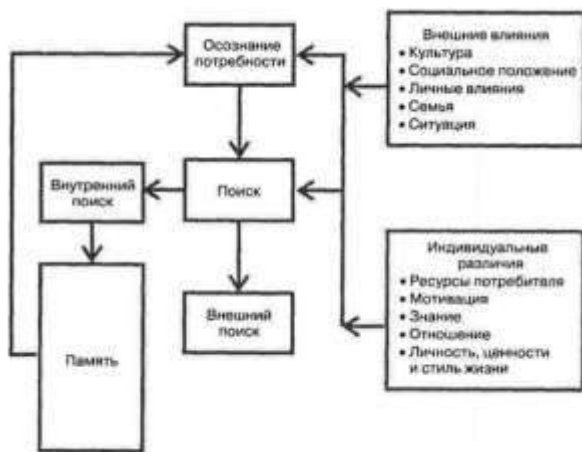 Осознание
потребности
Внутренний
поиск
Поиск
Память
Внешний
поиск
Внешние влияния
• Культура
• Социальное положение
• Личные влияния
• Семья
• Ситуация
Индивидуальные
различия
• Ресурсы потребителя
• Мотивация
• Знание
• Отношение
• Личность, ценности
и стиль жизни